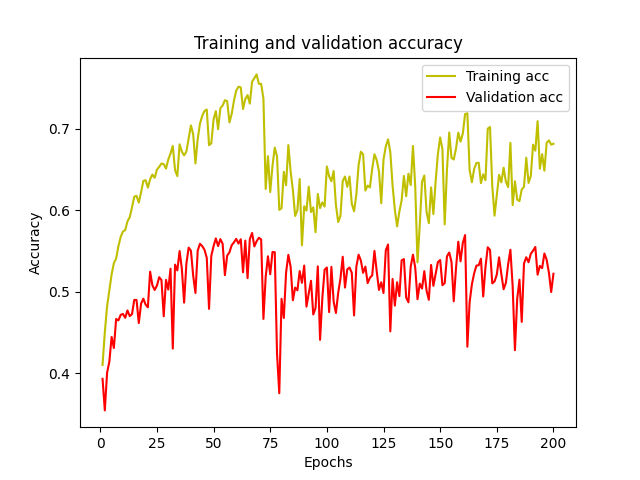 Training and validation accuracy
Training acc
Validation acc
Accuracy
0.7
0.6
0.5
0.4
0 25 50 75 100 125 150 175 200
Epochs